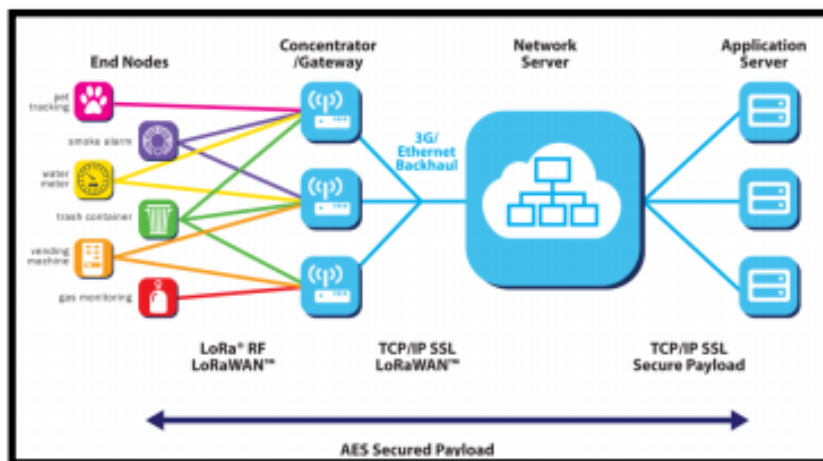 End Nodes
Concentrator
/Gateway
Network
Server
Application
Server
pet
tracking
smoke alarm
water
meter
trash container
vending
machine
gas monitoring
3G/
Ethernet
Backhaul
LoRa® RF
LoRaWAN™
TCP/IP SSL
LoRaWAN™
TCP/IP SSL
Secure Payload
AES Secured Payload